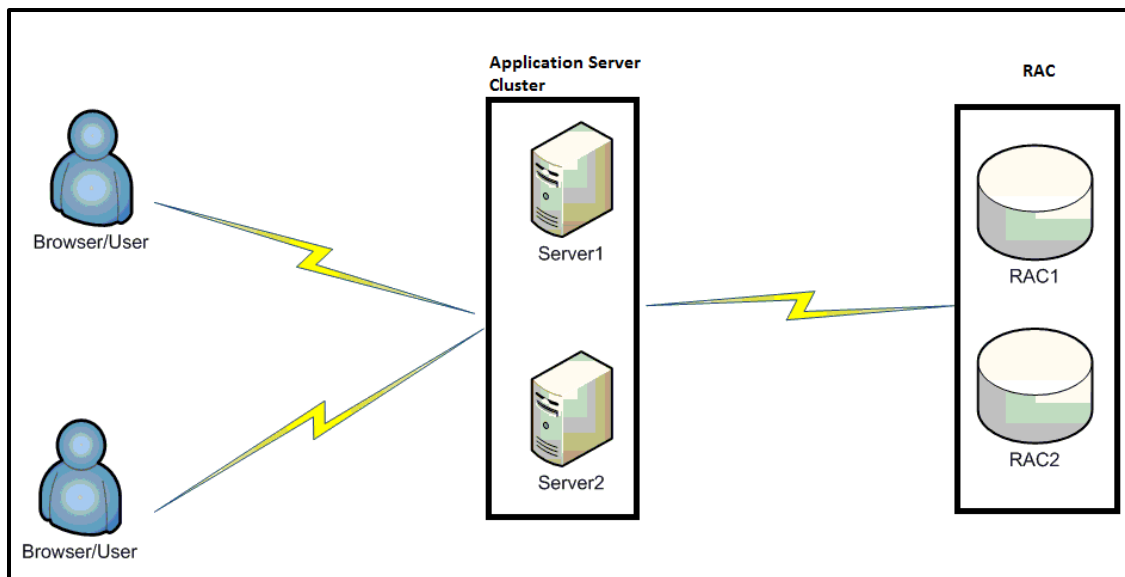 Application Server
Cluster
RAC
Browser/User
Server1
RAC1
Server2
RAC2
Browser/User